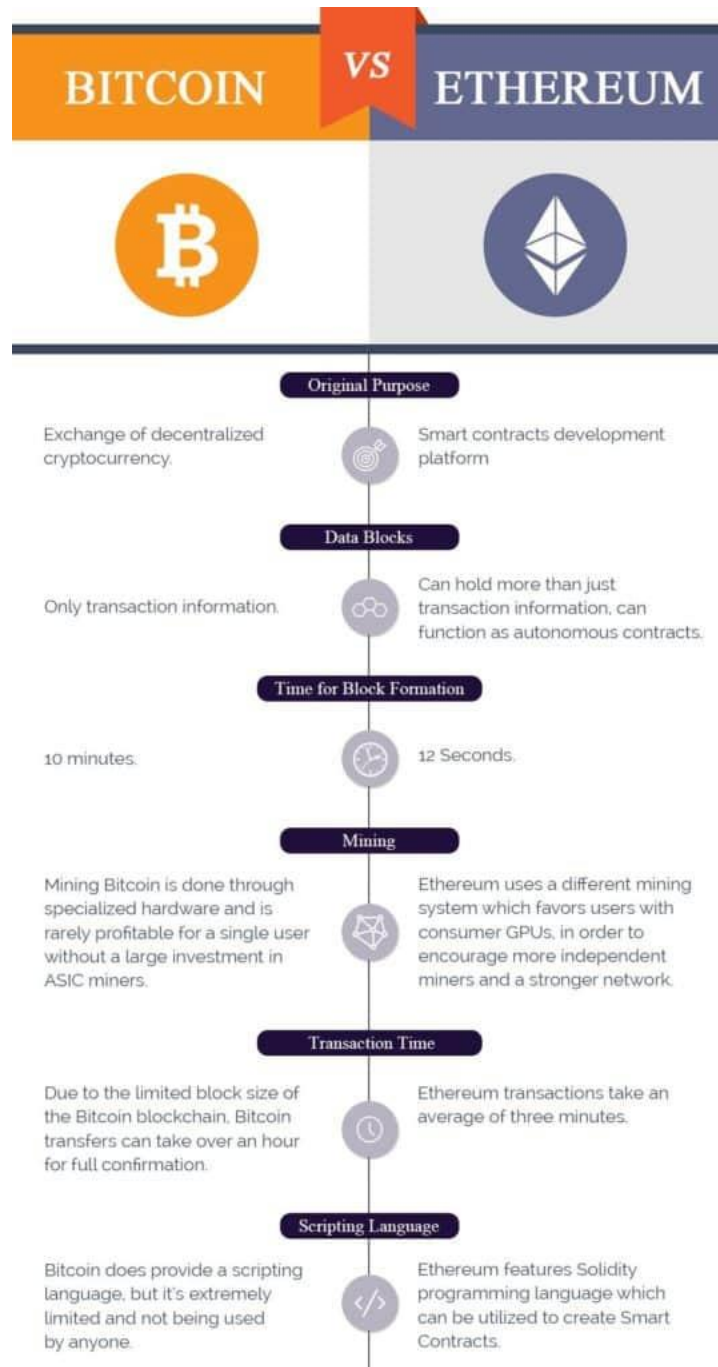 BITCOIN
VS
ETHEREUM
Original Purpose
Exchange of decentralized
cryptocurrency.
Smart contracts development
platform
Data Blocks
Only transaction information.
Can hold more than just
transaction information, can
function as autonomous contracts.
Time for Block Formation
10 minutes.
12 Seconds.
Mining
Mining Bitcoin is done through
specialized hardware and is
rarely profitable for a single user
without a large investment in
ASIC miners.
Ethereum uses a different mining
system which favors users with
consumer GPUs, in order to
encourage more independent
miners and a stronger network.
Transaction Time
Due to the limited block size of
the Bitcoin blockchain, Bitcoin
transfers can take over an hour
for full confirmation.
Ethereum transactions take an
average of three minutes.
Scripting Language
Bitcoin does provide a scripting
language, but it's extremely
limited and not being used
by anyone.
Ethereum features Solidity
programming language which
can be utilized to create Smart
Contracts.